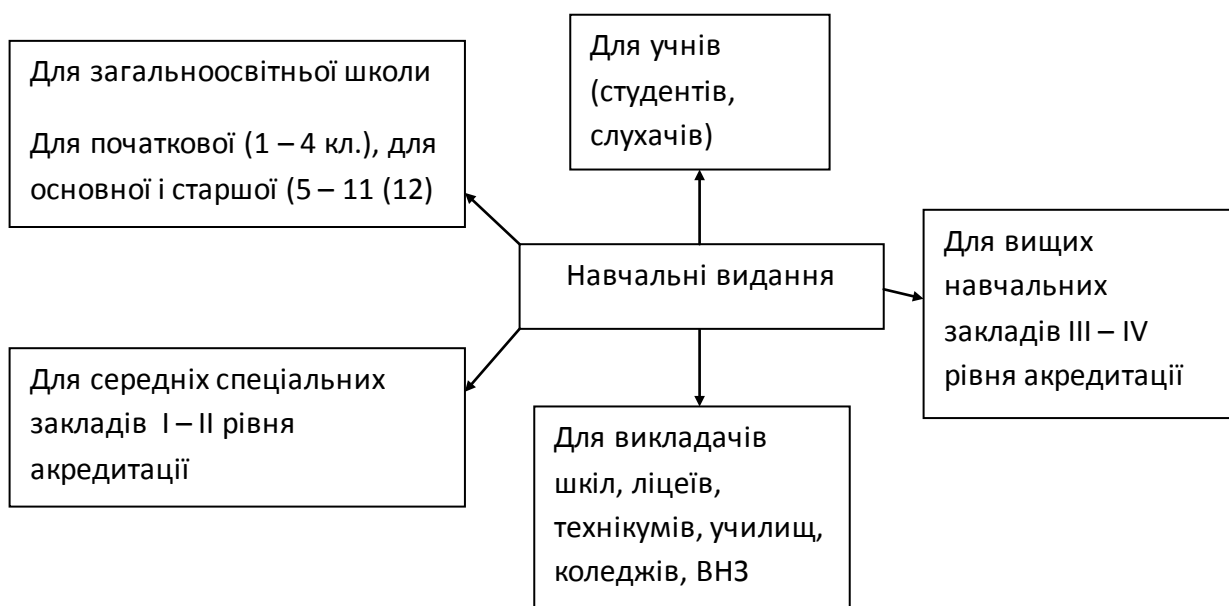 Для загальноосвітньої школи
Для початкової (1 – 4 кл.), для
основної і старшої (5 – 11 (12)
Для учнів
(студентів,
слухачів)
Навчальні видання
Для вищих
навчальних
закладів III – IV
рівня акредитації
Для середніх спеціальних
закладів I – II рівня
акредитації
Для викладачів
шкіл, ліцеїв,
технікумів, училищ,
коледжів, ВНЗ